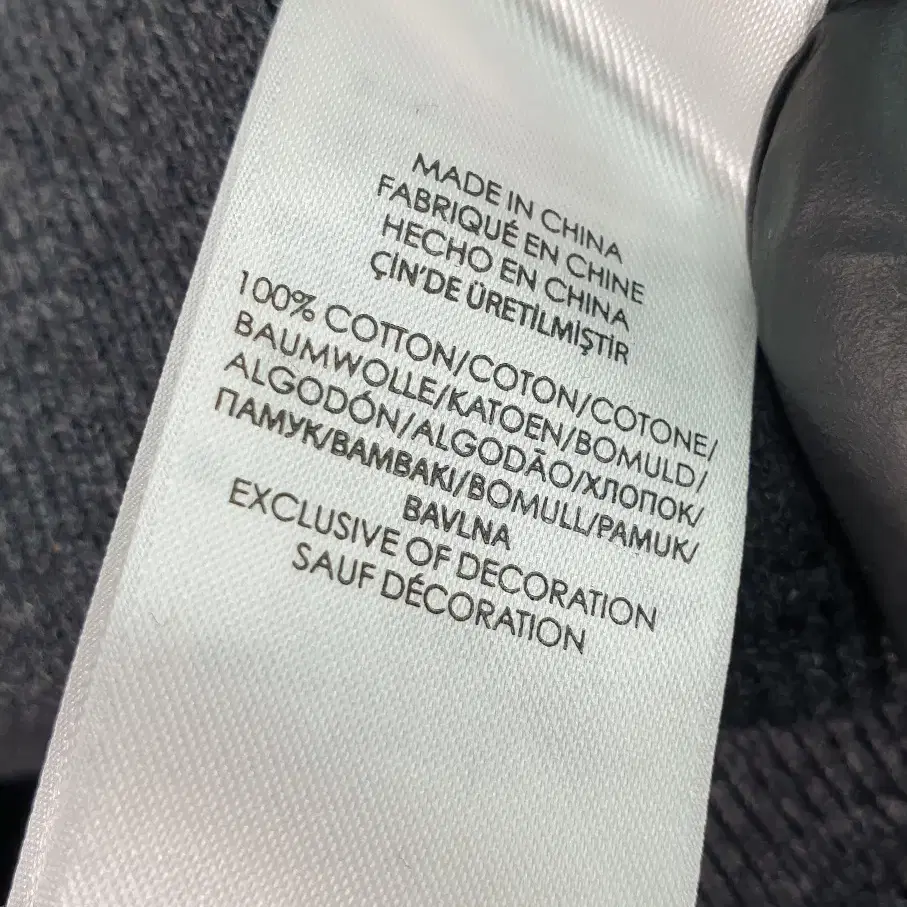 MADE IN CHINA
FABRIQUÉ EN CHINE
HECHO EN CHINA
ÇİN'DE ÜRETİLMİŞTİR
100% COTTON/COTON/COTONE/
BAUMWOLLE/KATOEN/BOMULD/
ALGODÓN/ALGODÃO/ХЛОПОК/
ПАМУК/ΒΑΜΒΑΚΙ/BOMULL/PAMUK/
BAVLNA
EXCLUSIVE OF DECORATION
SAUF DÉCORATION